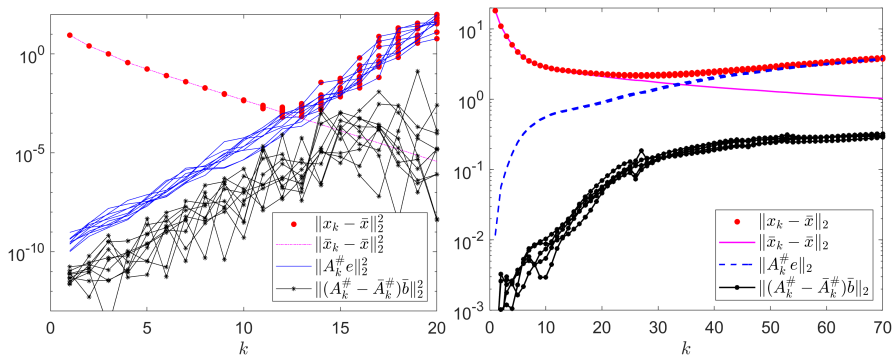 10^0
10^-5
10^-10
0 5 10 15 20
k
‖x_k − x̄‖_2^2
‖x̄_k − x̄‖_2^2
‖A_k^# e‖_2^2
‖(A_k^# − Ā_k^#)b̄‖_2^2
10^2
10^1
10^0
10^-1
10^-2
10^-3
0 10 20 30 40 50 60 70
k
‖x_k − x̄‖_2
‖x̄_k − x̄‖_2
‖A_k^# e‖_2
‖(A_k^# − Ā_k^#)b̄‖_2